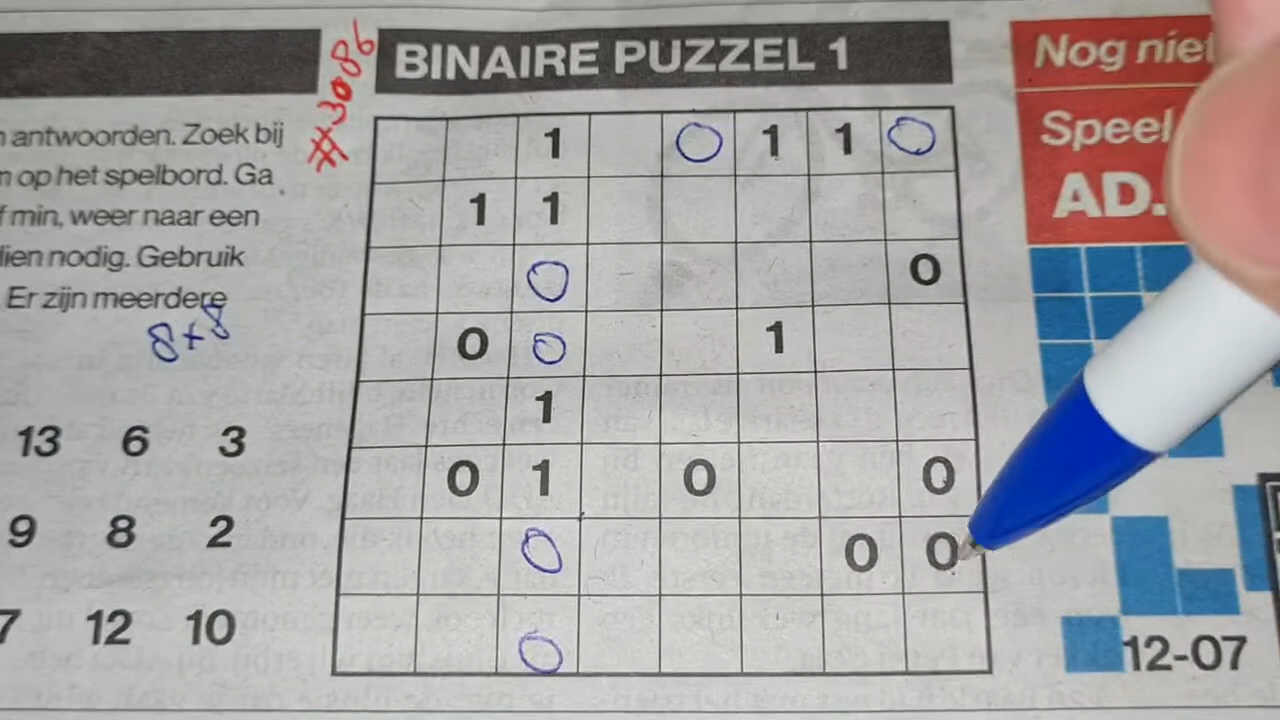 #30086
BINAIRE PUZZEL 1
antwoorden. Zoek bij
op het spelbord. Ga
min, weer naar een
nodig. Gebruik
Er zijn meerdere
8+8
13 6 3
9 8 2
7 12 10
1 0 1 1 0
1 1
0 0
0 0 1
1
0 1 0 0
0 0 0
0
Nog niet
Speel
AD.
12-07